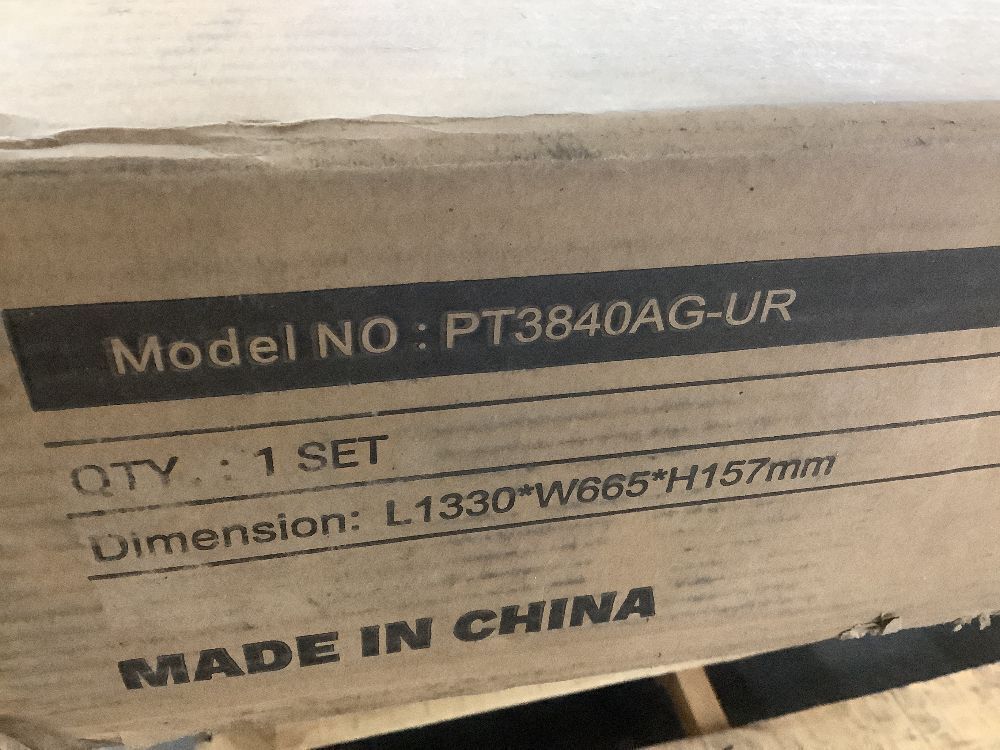 Model NO : PT3840AG-UR
QTY. : 1 SET
Dimension: L1330*W665*H157mm
MADE IN CHINA